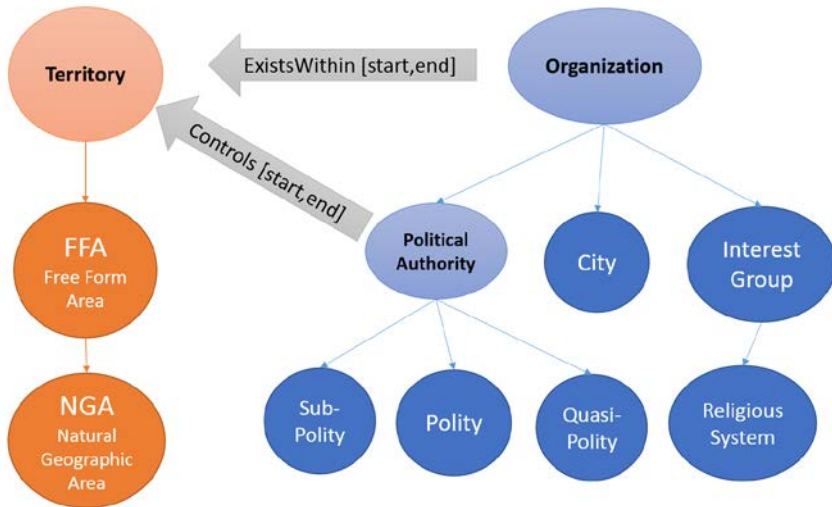 Territory
ExistsWithin [start,end]
Organization
Controls [start,end]
FFA
Free Form
Area
Political
Authority
City
Interest
Group
NGA
Natural
Geographic
Area
Sub-
Polity
Polity
Quasi-
Polity
Religious
System